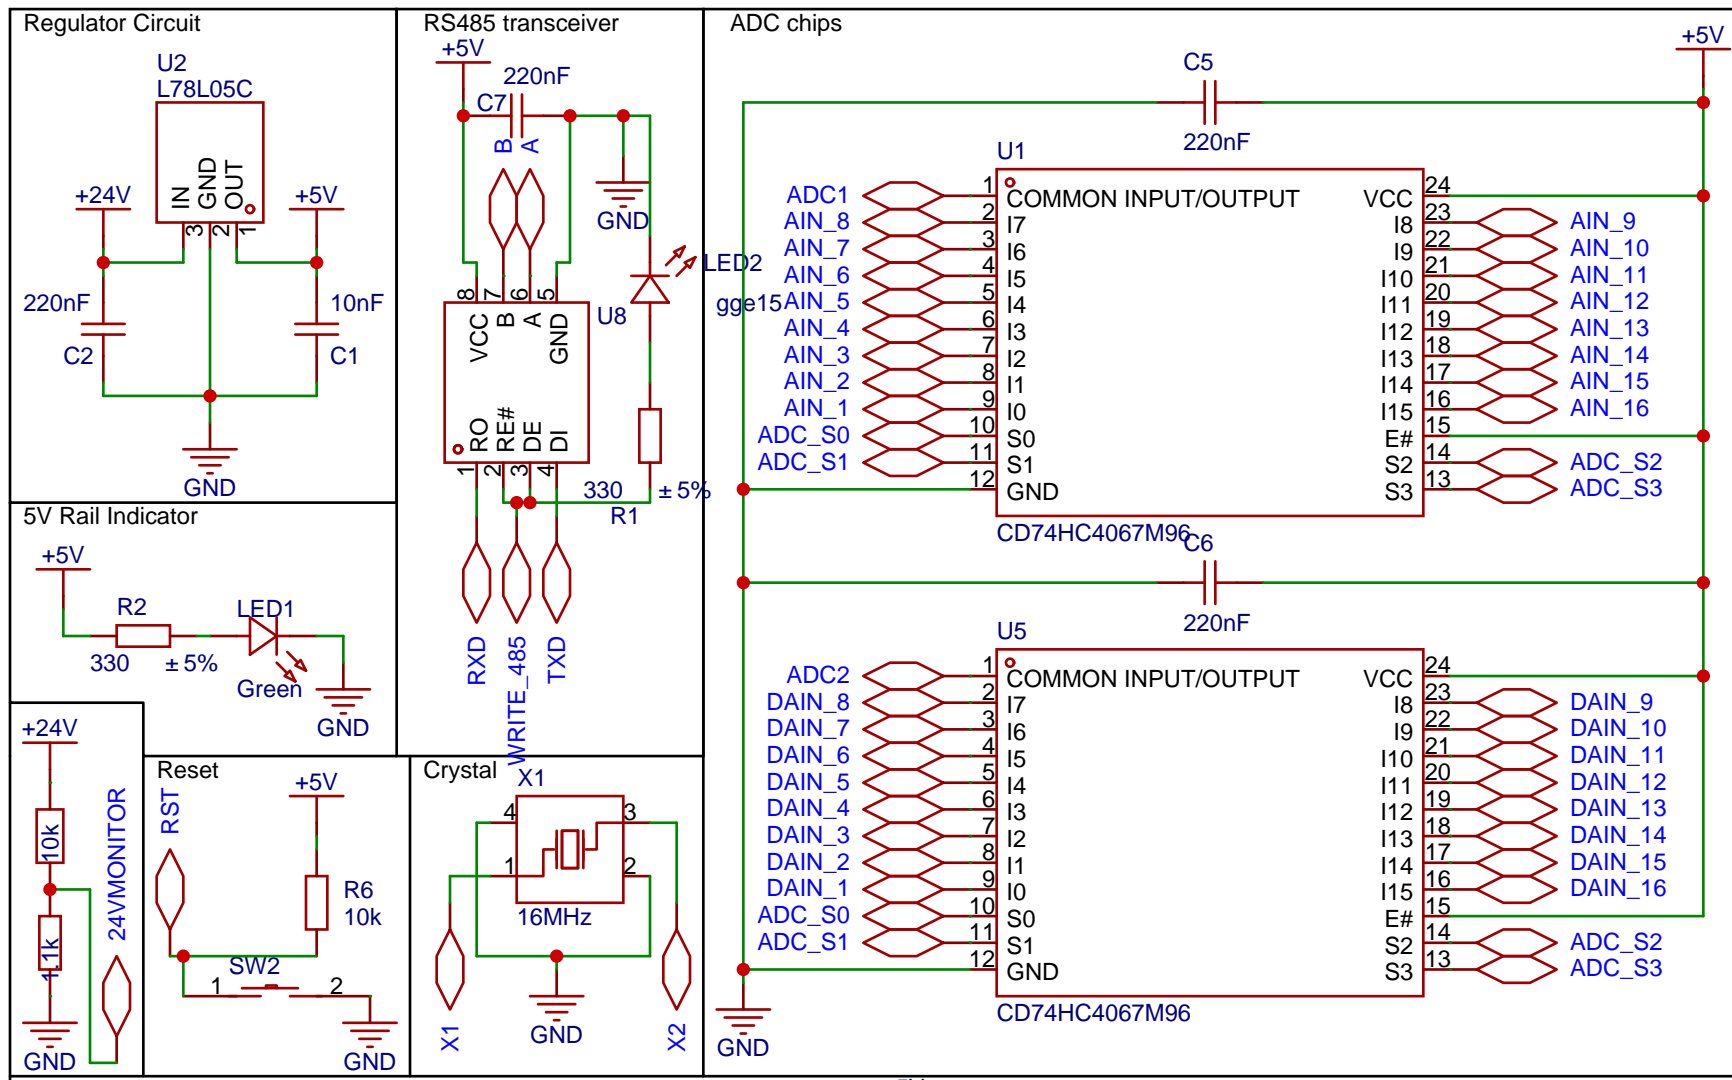 Regulator Circuit
U2
L78L05C
+24V
+5V
IN
GND
OUT
3
2
1
220nF
C2
10nF
C1
GND
5V Rail Indicator
+5V
R2
330
±5%
LED1
Green
GND
+24V
10k
1.1k
24VMONITOR
GND
Reset
RST
+5V
R6
10k
SW2
1
2
GND
RS485 transceiver
+5V
220nF
C7
B
A
GND
LED2
gge15
8
7
6
5
VCC
B
A
GND
U8
RO
RE#
DE
DI
1
2
3
4
330
±5%
R1
RXD
WRITE_485
TXD
Crystal
X1
4
3
1
2
16MHz
GND
X1
X2
ADC chips
+5V
C5
220nF
U1
ADC1 1 COMMON INPUT/OUTPUT VCC 24
AIN_8 2 I7 I8 23 AIN_9
AIN_7 3 I6 I9 22 AIN_10
AIN_6 4 I5 I10 21 AIN_11
AIN_5 5 I4 I11 20 AIN_12
AIN_4 6 I3 I12 19 AIN_13
AIN_3 7 I2 I13 18 AIN_14
AIN_2 8 I1 I14 17 AIN_15
AIN_1 9 I0 I15 16 AIN_16
ADC_S0 10 S0 E# 15
ADC_S1 11 S1 S2 14 ADC_S2
12 GND S3 13 ADC_S3
CD74HC4067M96
C6
220nF
U5
ADC2 1 COMMON INPUT/OUTPUT VCC 24
DAIN_8 2 I7 I8 23 DAIN_9
DAIN_7 3 I6 I9 22 DAIN_10
DAIN_6 4 I5 I10 21 DAIN_11
DAIN_5 5 I4 I11 20 DAIN_12
DAIN_4 6 I3 I12 19 DAIN_13
DAIN_3 7 I2 I13 18 DAIN_14
DAIN_2 8 I1 I14 17 DAIN_15
DAIN_1 9 I0 I15 16 DAIN_16
ADC_S0 10 S0 E# 15
ADC_S1 11 S1 S2 14 ADC_S2
12 GND S3 13 ADC_S3
CD74HC4067M96
GND